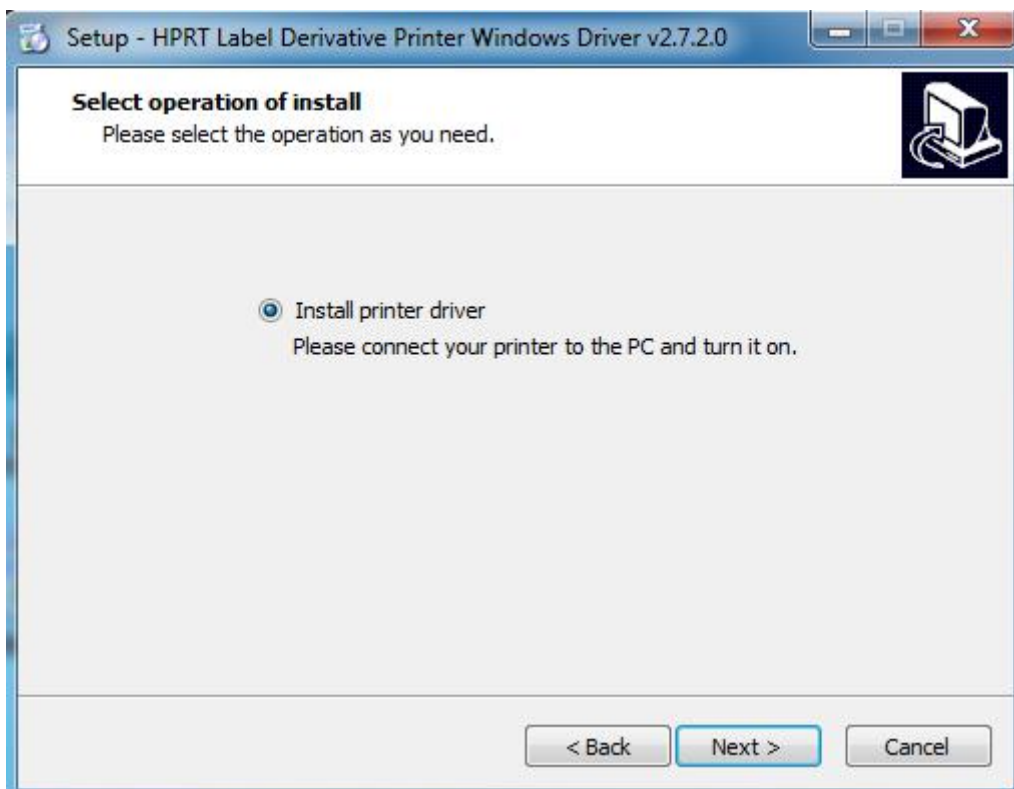 Setup - HPRT Label Derivative Printer Windows Driver v2.7.2.0
Select operation of install
Please select the operation as you need.
Install printer driver
Please connect your printer to the PC and turn it on.
< Back
Next >
Cancel